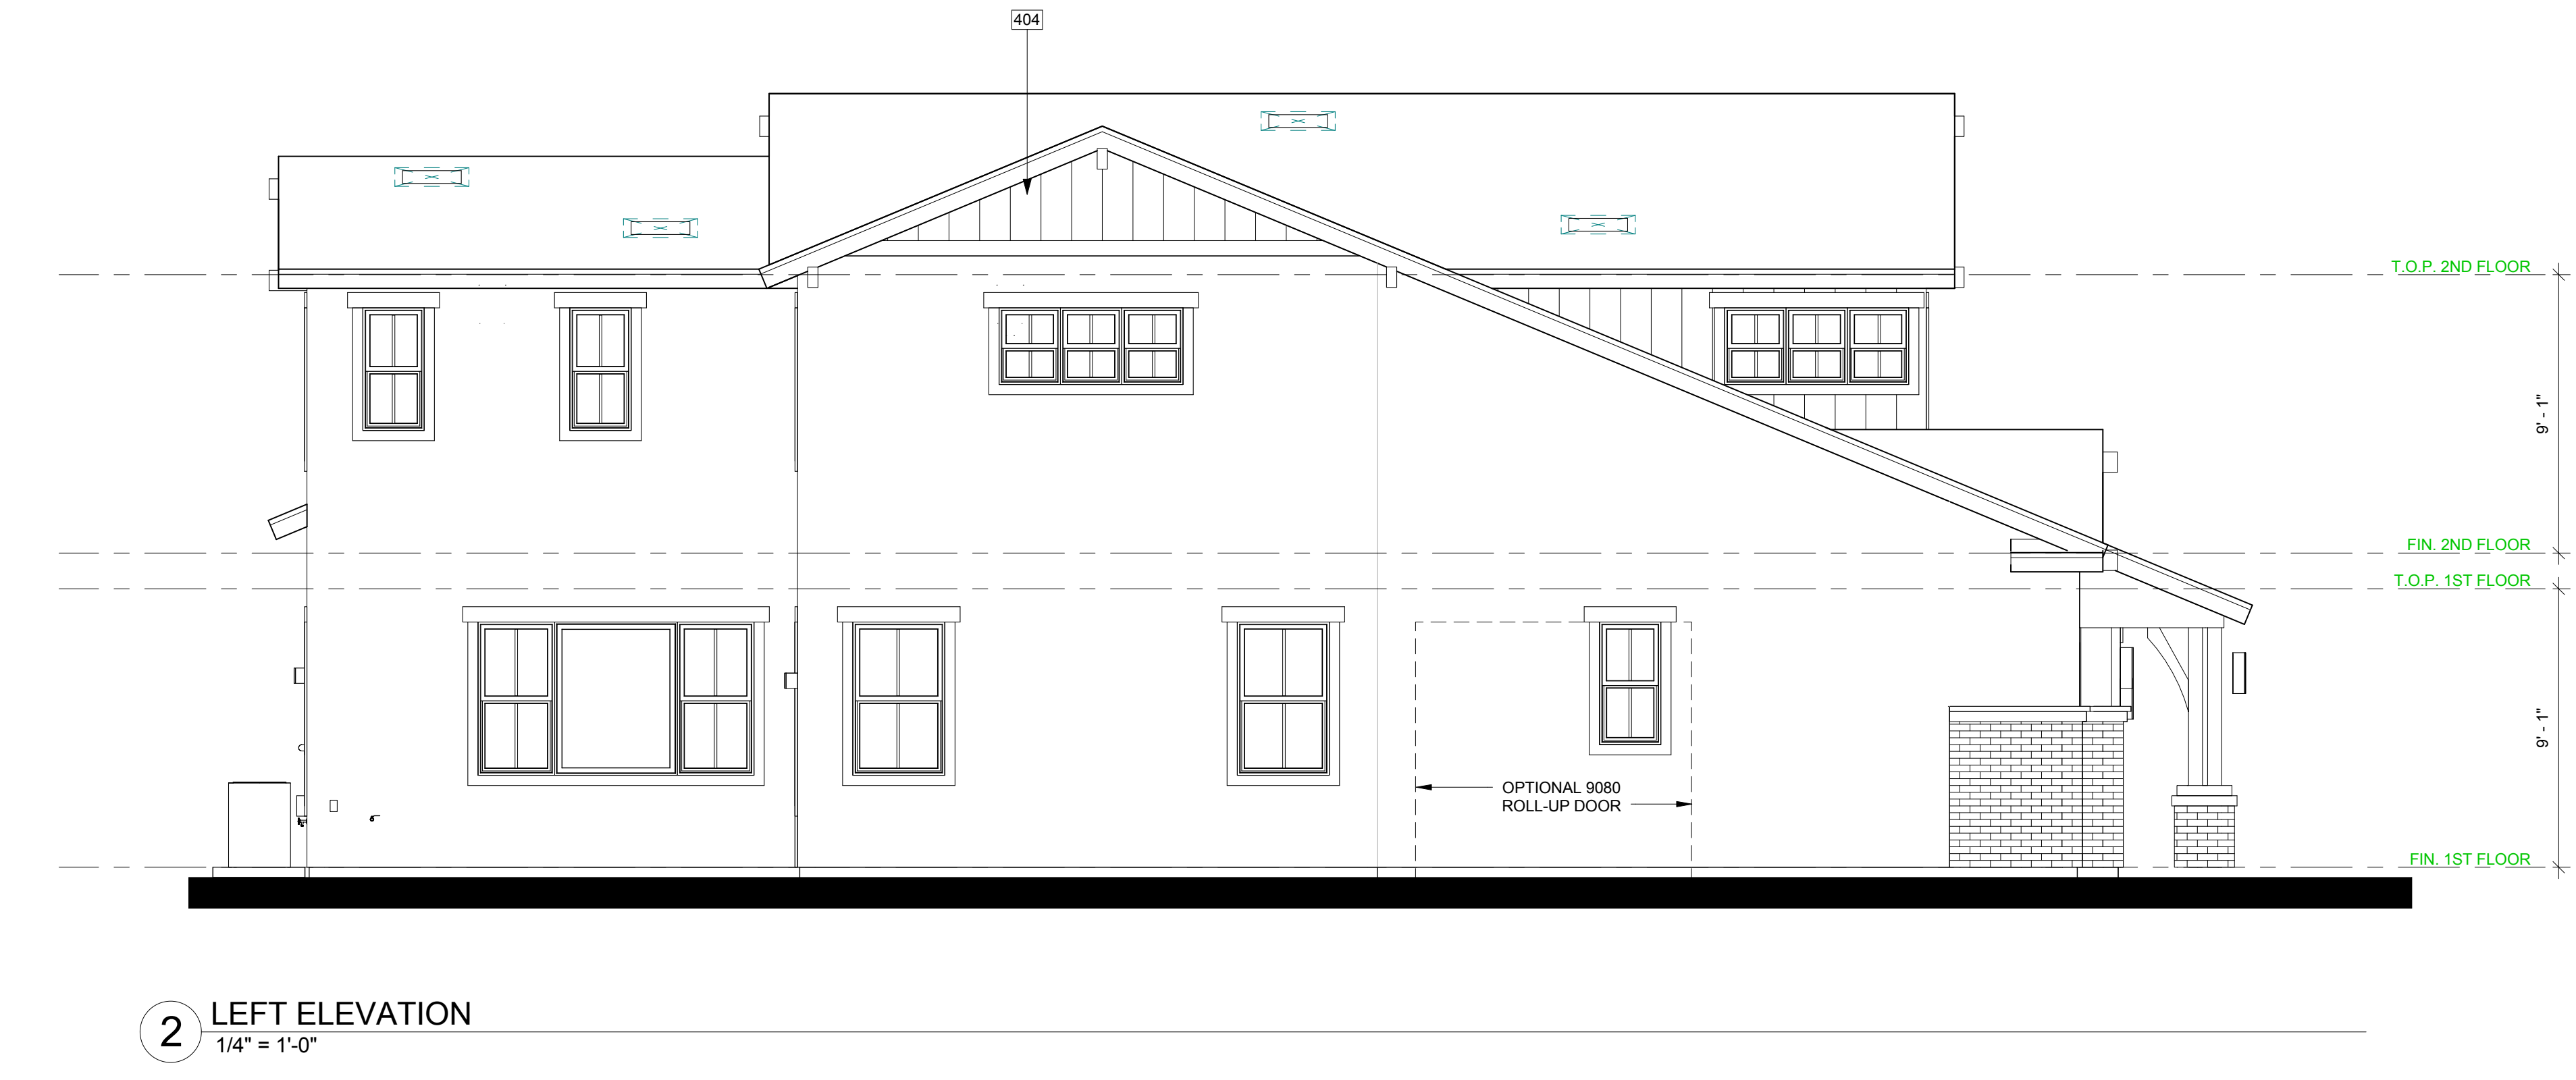 404
T.O.P. 2ND FLOOR
9' - 1"
FIN. 2ND FLOOR
T.O.P. 1ST FLOOR
9' - 1"
OPTIONAL 9080
ROLL-UP DOOR
FIN. 1ST FLOOR
2
LEFT ELEVATION
1/4" = 1'-0"